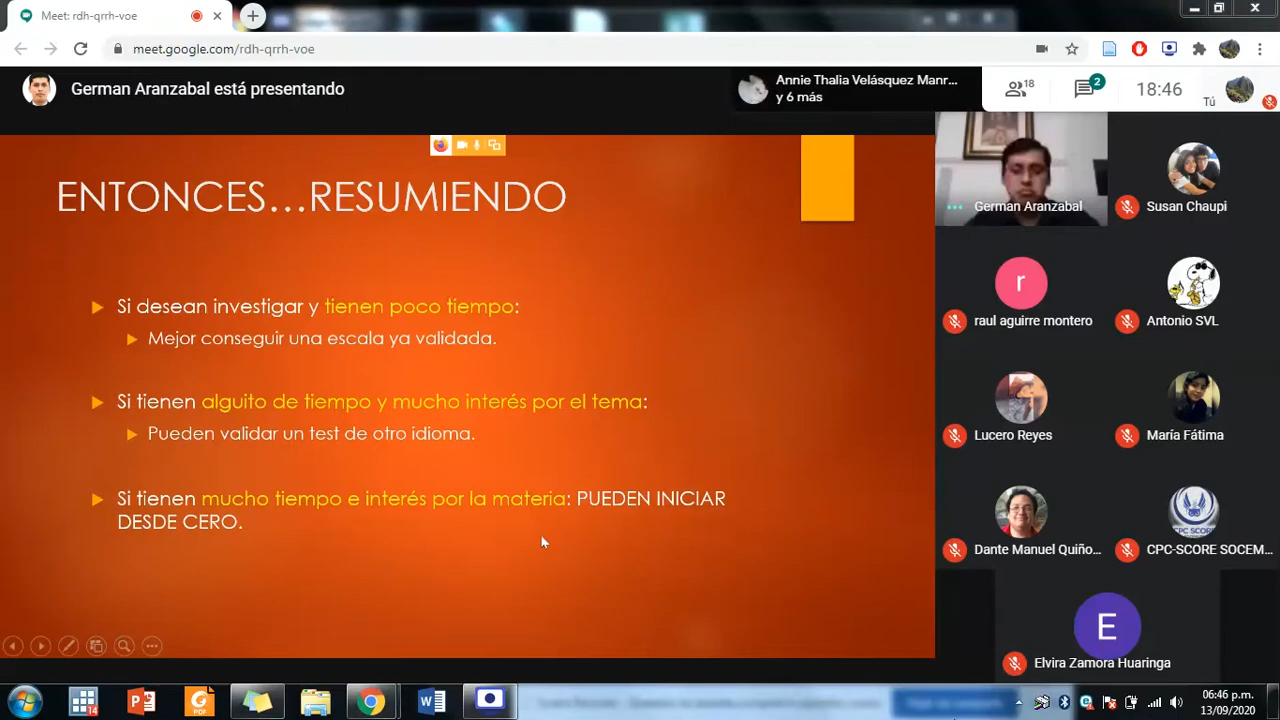 Meet: rdh-qrrh-voe
meet.google.com/rdh-qrrh-voe
German Aranzabal está presentando
Annie Thalia Velásquez Manr...
y 6 más
18
2
18:46
Tú
ENTONCES...RESUMIENDO
Si desean investigar y tienen poco tiempo:
Mejor conseguir una escala ya validada.
Si tienen alguito de tiempo y mucho interés por el tema:
Pueden validar un test de otro idioma.
Si tienen mucho tiempo e interés por la materia: PUEDEN INICIAR
DESDE CERO.
German Aranzabal
Susan Chaupi
r
raul aguirre montero
Antonio SVL
Lucero Reyes
María Fátima
CPC-SCORE
Dante Manuel Quiño...
CPC-SCORE SOCEM...
E
Elvira Zamora Huaringa
14
PDF
06:46 p.m.
13/09/2020